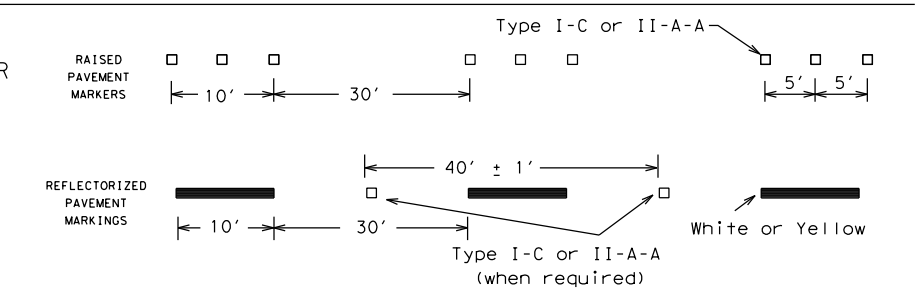 Type I-C or II-A-A
R
RAISED
PAVEMENT
MARKERS
10'
30'
5'
5'
40' ± 1'
REFLECTORIZED
PAVEMENT
MARKINGS
10'
30'
White or Yellow
Type I-C or II-A-A
(when required)